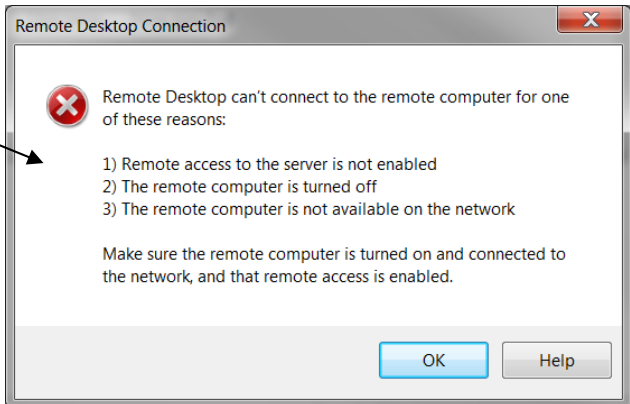 Remote Desktop Connection
Remote Desktop can't connect to the remote computer for one
of these reasons:
1) Remote access to the server is not enabled
2) The remote computer is turned off
3) The remote computer is not available on the network
Make sure the remote computer is turned on and connected to
the network, and that remote access is enabled.
OK
Help